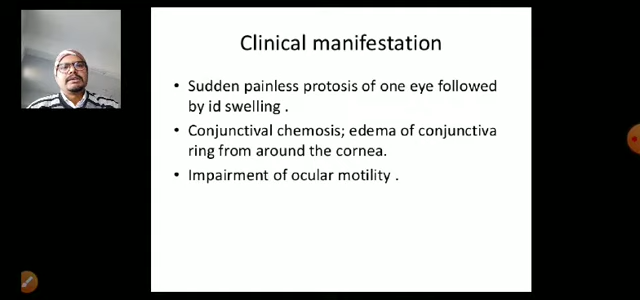 Clinical manifestation
• Sudden painless protosis of one eye followed
by id swelling .
• Conjunctival chemosis; edema of conjunctiva
ring from around the cornea.
• Impairment of ocular motility .